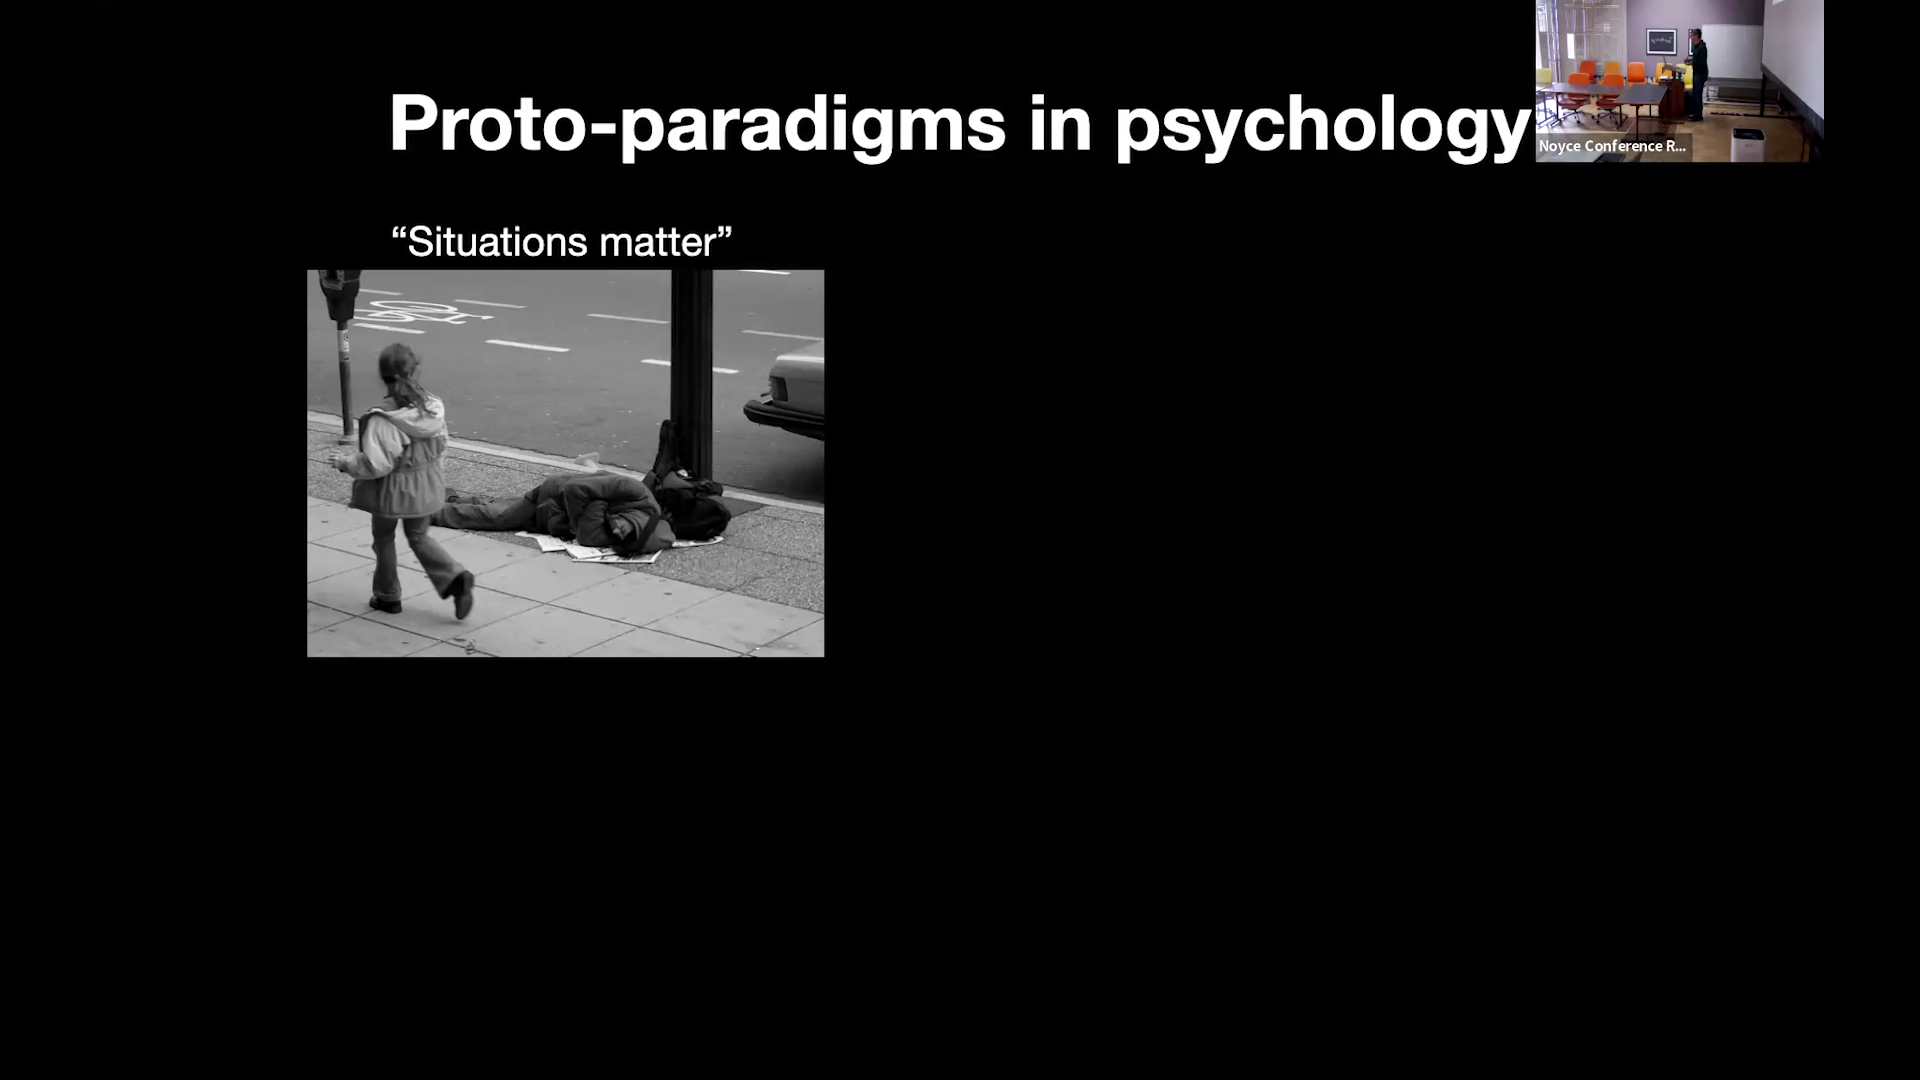 Proto-paradigms in psychology
Noyce Conference R...
“Situations matter”